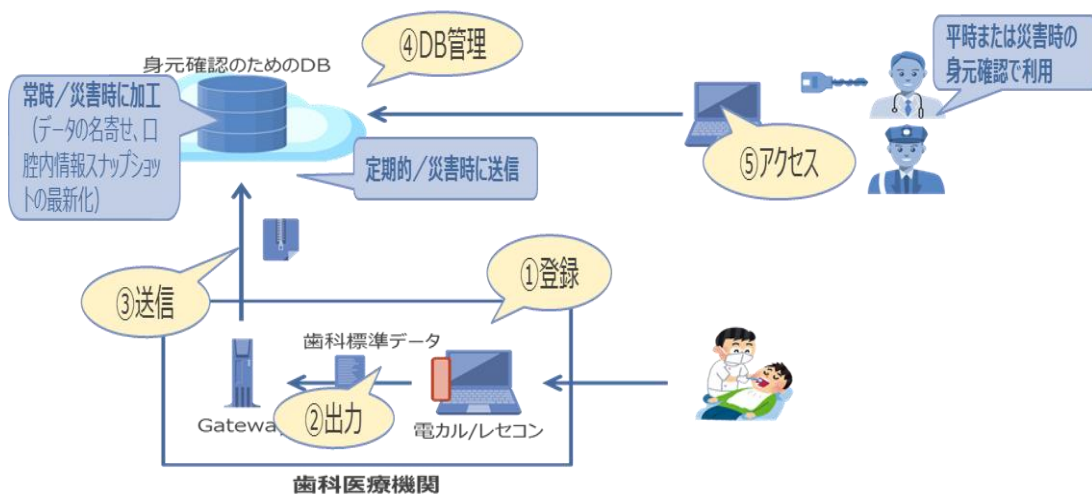 ④DB管理
身元確認のためのDB
常時／災害時に加工
(データの名寄せ、口
腔内情報スナップショッ
トの最新化)
平時または災害時の
身元確認で利用
⑤アクセス
定期的／災害時に送信
①登録
③送信
歯科標準データ
②出力
Gateway
電カル/レセコン
歯科医療機関